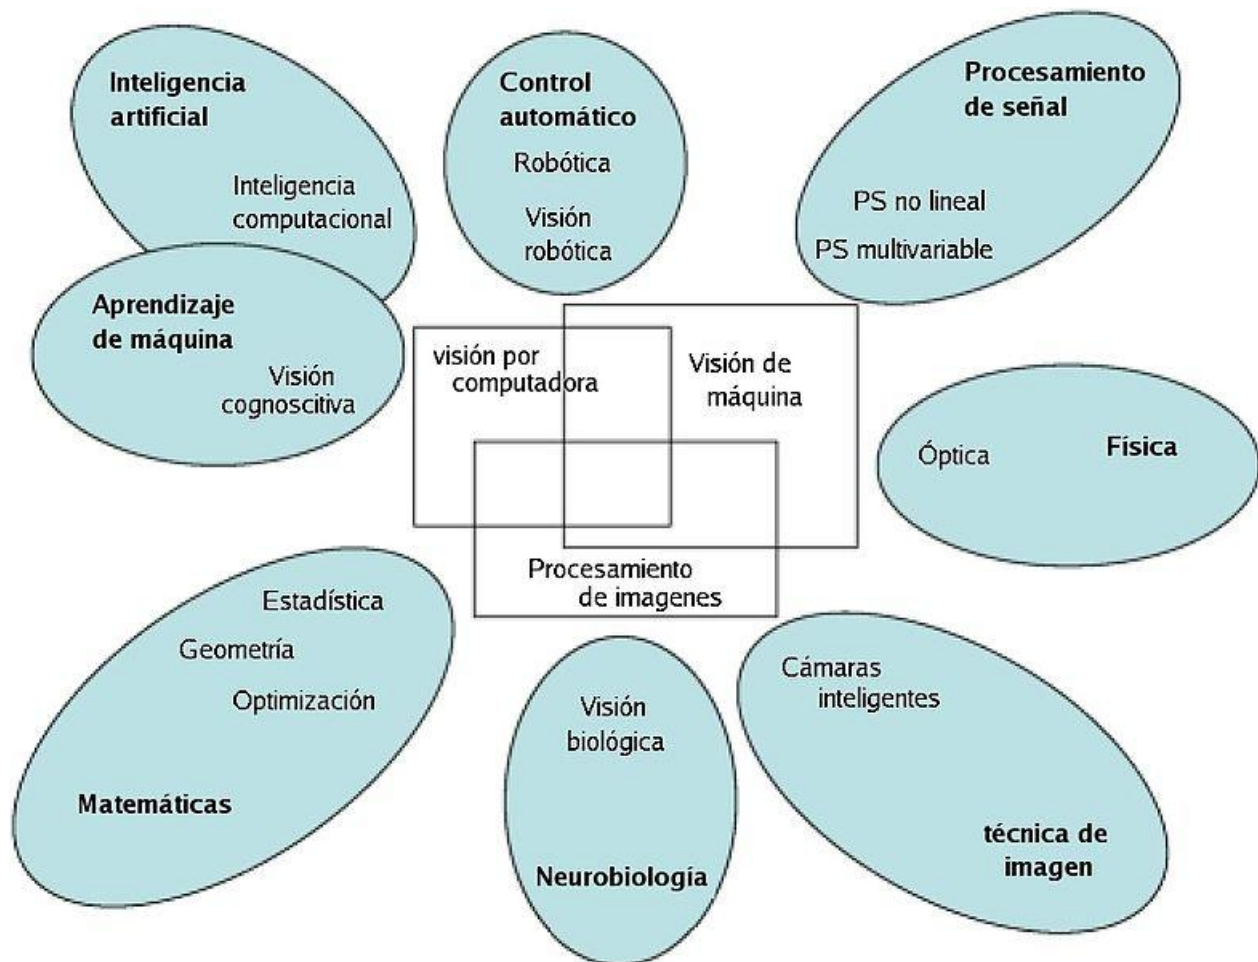 Inteligencia
artificial
Inteligencia
computacional
Control
automático
Robótica
Visión
robótica
Procesamiento
de señal
PS no lineal
PS multivariable
Aprendizaje
de máquina
Visión
cognoscitiva
visión por
computadora
Visión de
máquina
Procesamiento
de imagenes
Óptica
Física
Estadística
Geometría
Optimización
Matemáticas
Visión
biológica
Neurobiología
Cámaras
inteligentes
técnica de
imagen